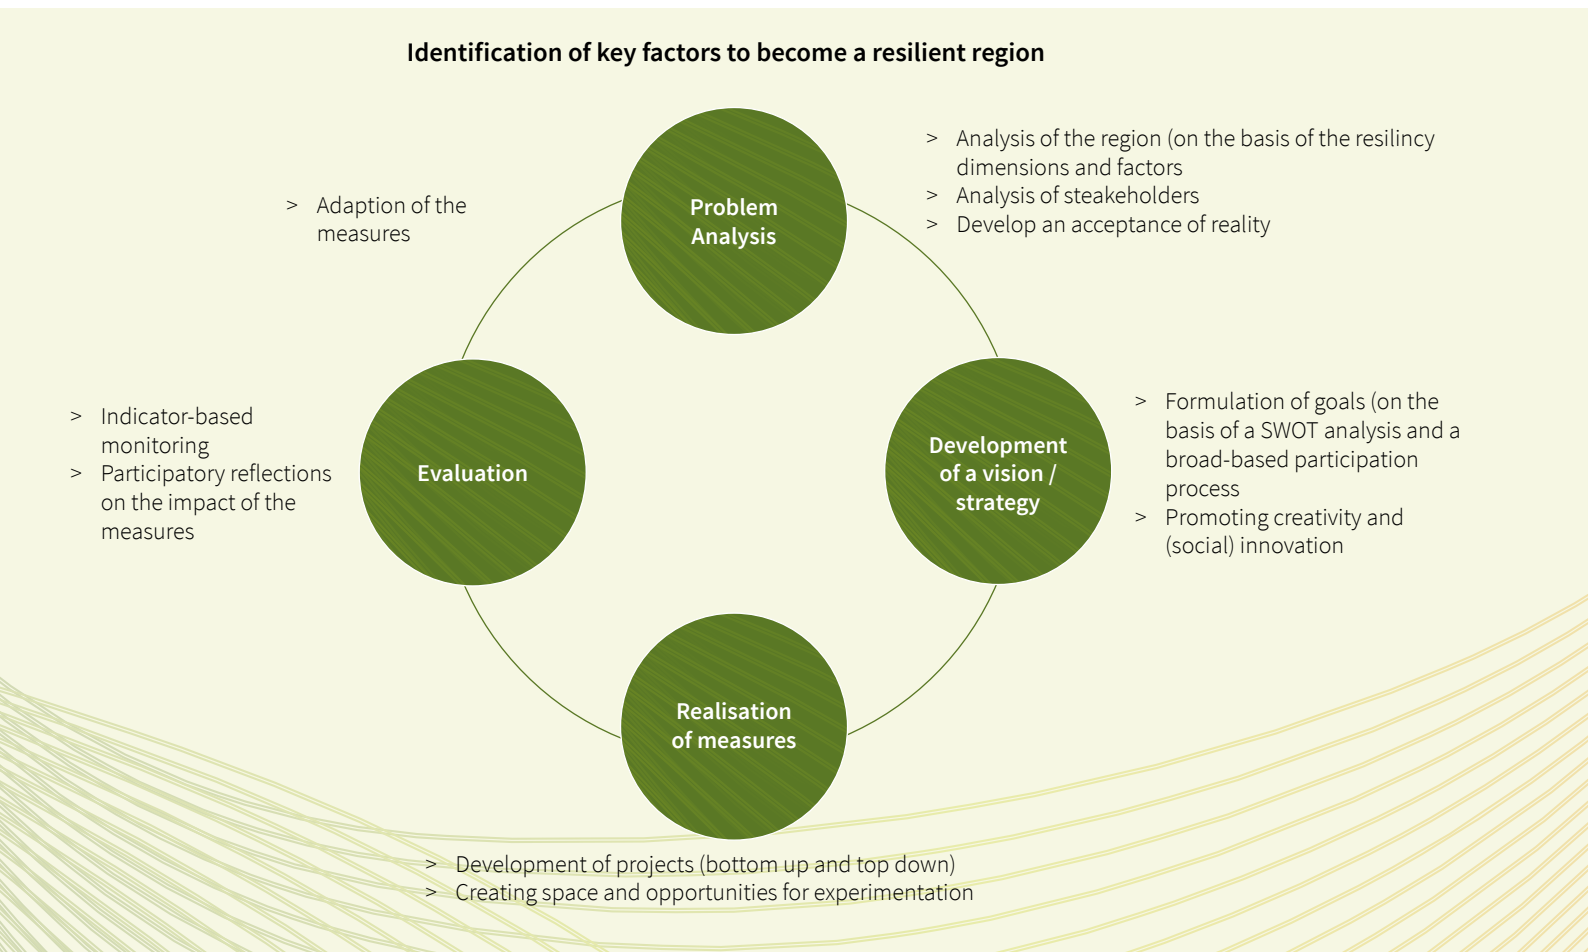 Identification of key factors to become a resilient region
Problem
Analysis
> Analysis of the region (on the basis of the resilincy
dimensions and factors
> Analysis of steakeholders
> Develop an acceptance of reality
Development
of a vision /
strategy
> Formulation of goals (on the
basis of a SWOT analysis and a
broad-based participation
process
> Promoting creativity and
(social) innovation
Realisation
of measures
> Development of projects (bottom up and top down)
> Creating space and opportunities for experimentation
Evaluation
> Indicator-based
monitoring
> Participatory reflections
on the impact of the
measures
> Adaption of the
measures